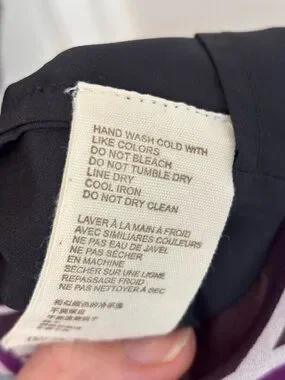 HAND WASH COLD WITH
LIKE COLORS
DO NOT BLEACH
DO NOT TUMBLE DRY
LINE DRY
COOL IRON
DO NOT DRY CLEAN
LAVER À LA MAIN À FROID
AVEC SIMILIARES COULEURS
NE PAS EAU DE JAVEL
NE PAS SÉCHER
EN MACHINE
SÉCHER SUR UNE LIGNE
REPASSAGE FROID
NE PAS NETTOYER À SEC